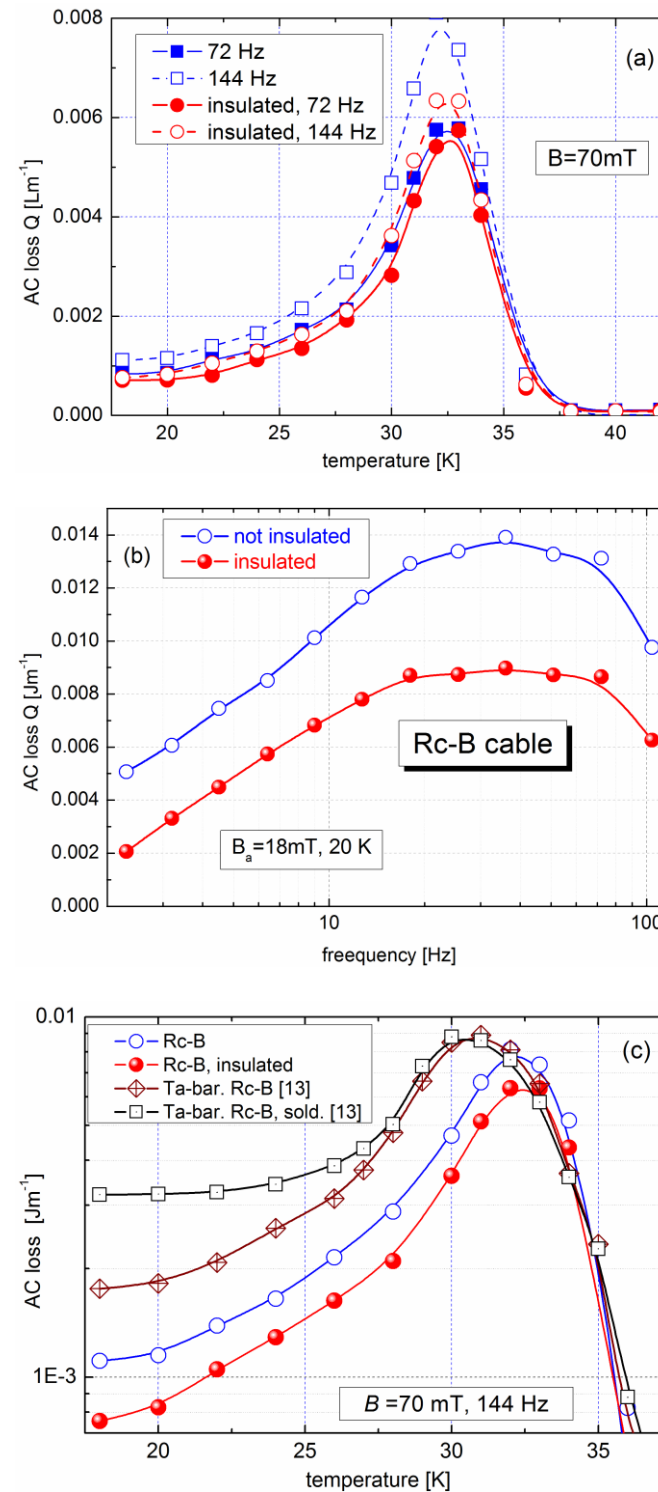 0.008
0.006
0.004
0.002
0.000
AC loss Q [Lm-1]
72 Hz
144 Hz
insulated, 72 Hz
insulated, 144 Hz
(a)
B=70mT
20 25 30 35 40
temperature [K]
0.014
0.012
0.010
0.008
0.006
0.004
0.002
0.000
AC loss Q [Jm-1]
(b)
not insulated
insulated
Rc-B cable
Ba=18mT, 20 K
10 100
freequency [Hz]
0.01
1E-3
AC loss [Jm-1]
Rc-B
Rc-B, insulated
Ta-bar. Rc-B [13]
Ta-bar. Rc-B, sold. [13]
(c)
B =70 mT, 144 Hz
20 25 30 35
temperature [K]